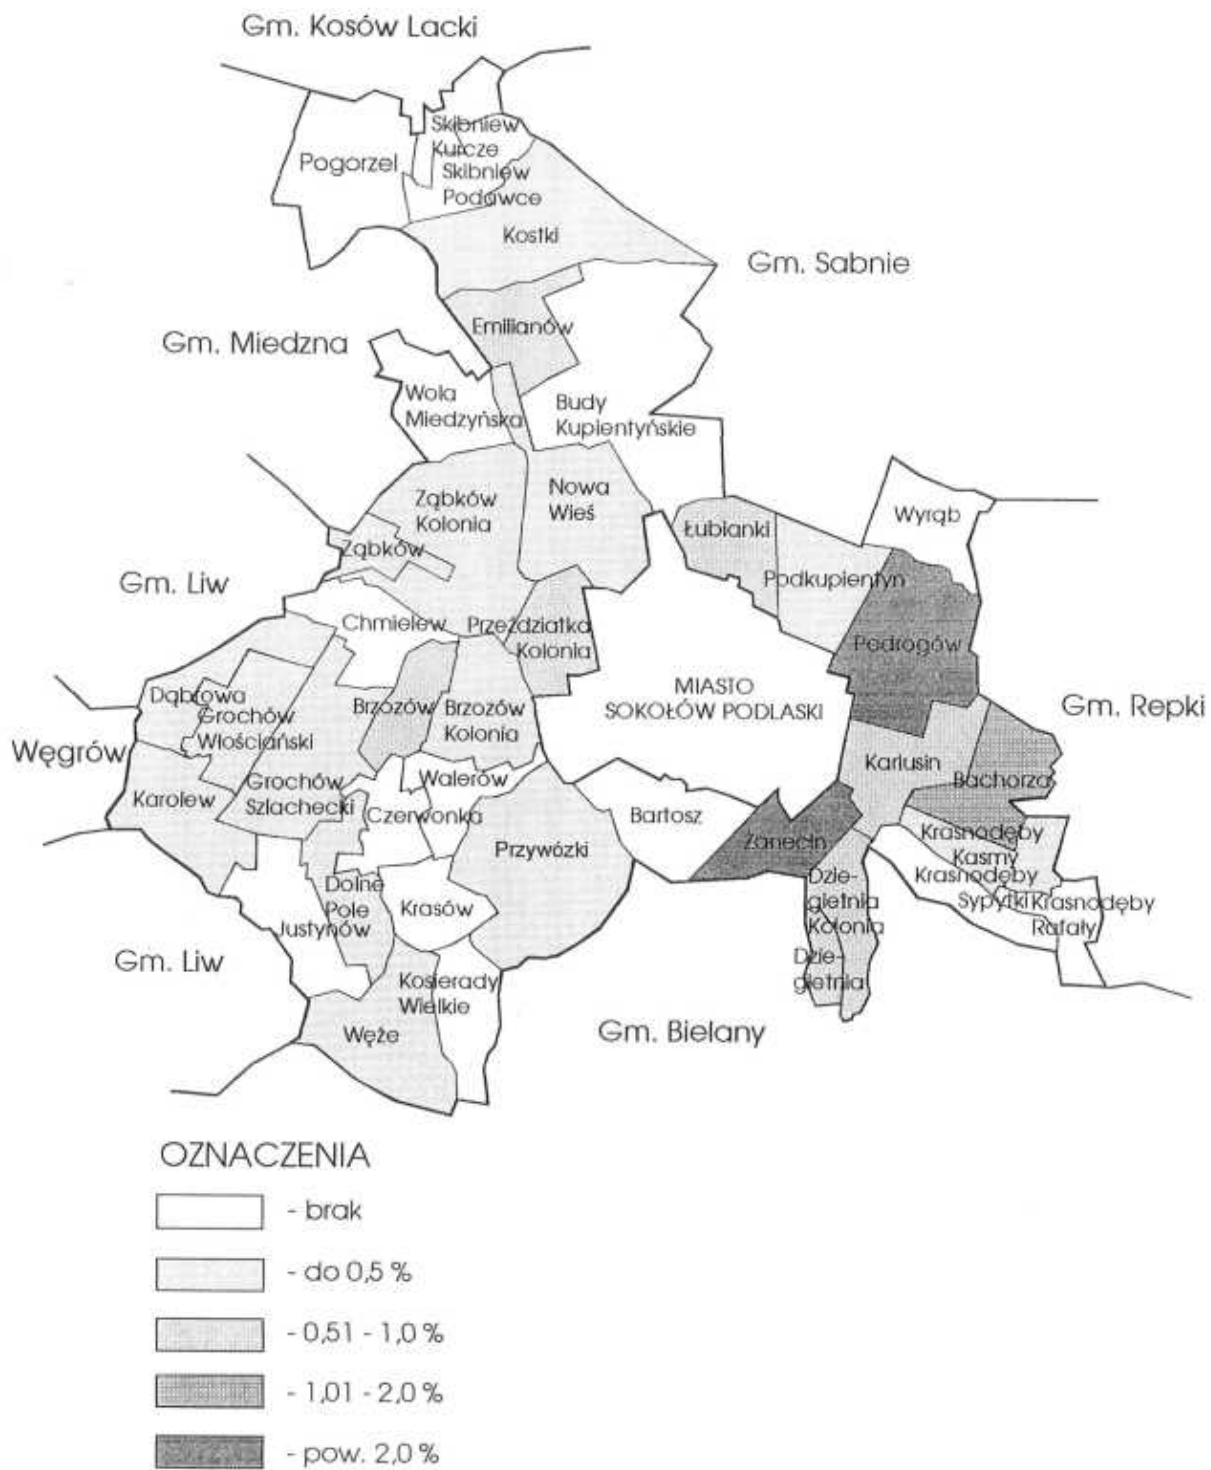 Gm. Kosów Lacki
Skibniew
Kurcze
Pogorzel
Skibniew
Podawce
Kostki
Gm. Sabnie
Emilianów
Gm. Miedzna
Wola
Miedzyńska
Budy
Kupientyńskie
Ząbków
Kolonia
Nowa
Wieś
Wyrąb
Łubianki
Ząbków
Podkupientyn
Gm. Liw
Chmielew
Przeździatka
Kolonia
Pedrogów
Dąbrowa
Grochów
Włościański
Brzozów
Brzozów
Kolonia
MIASTO
SOKOŁÓW PODLASKI
Gm. Repki
Węgrów
Karlusin
Bachorza
Karolew
Grochów
Szlachecki
Walerów
Czerwonka
Bartosz
Zanecin
Krasnodęby
Kasmy
Przywózki
Dolne
Pole
Justynów
Krasów
Dzie-
giętnia
Kolonia
Krasnodęby
Sypytki
Krasnodęby
Rafały
Dzie-
giętnia
Gm. Liw
Kosierady
Wielkie
Węże
Gm. Bielany
OZNACZENIA
- brak
- do 0,5 %
- 0,51 - 1,0 %
- 1,01 - 2,0 %
- pow. 2,0 %